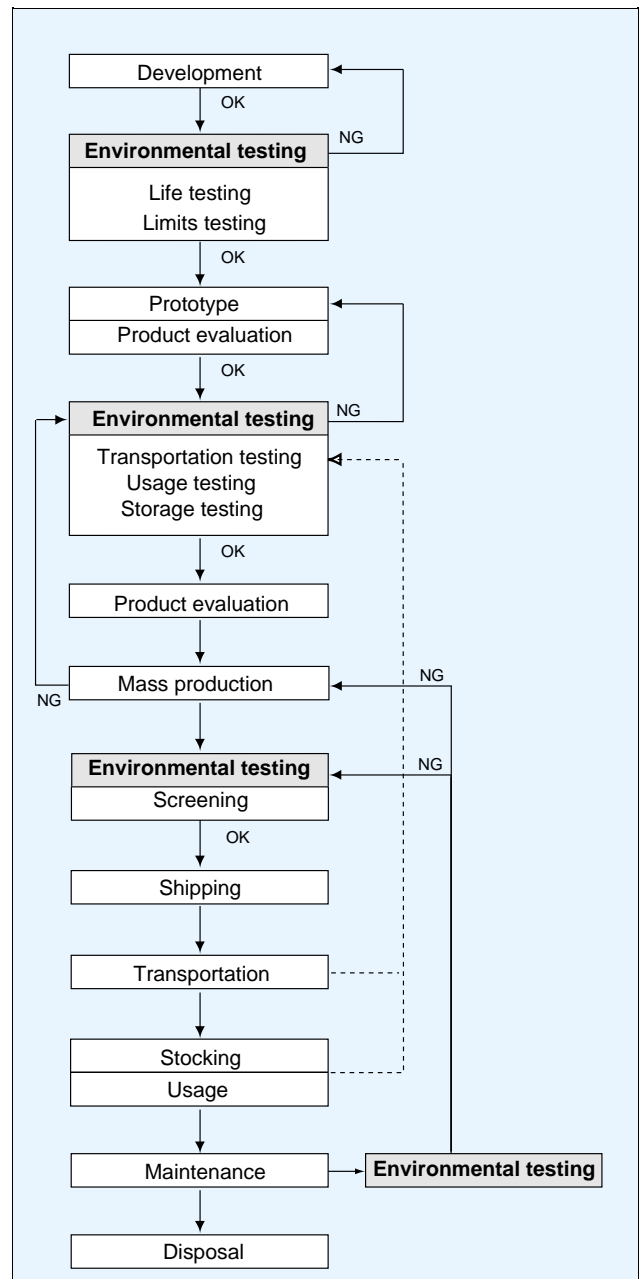 Development
OK
NG
Environmental testing
Life testing
Limits testing
OK
Prototype
Product evaluation
OK
NG
Environmental testing
Transportation testing
Usage testing
Storage testing
OK
Product evaluation
Mass production
NG
NG
Environmental testing
NG
Screening
OK
Shipping
Transportation
Stocking
Usage
Maintenance
Environmental testing
Disposal